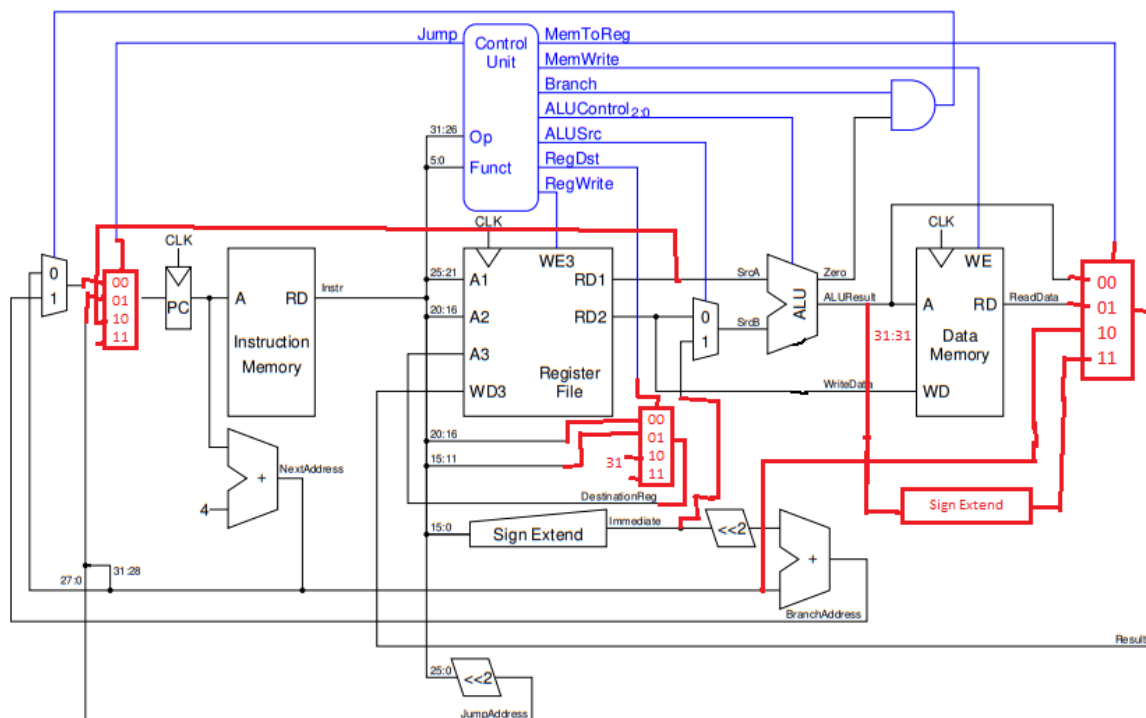 Jump
Control
Unit
MemToReg
MemWrite
Branch
ALUControl2:0
ALUSrc
RegDst
RegWrite
31:26
Op
5:0
Funct
CLK
CLK
CLK
0
1
00
01
10
11
PC
A
RD
Instr
Instruction
Memory
25:21
A1
20:16
A2
A3
WD3
WE3
RD1
RD2
Register
File
0
1
SrcA
SrcB
ALU
Zero
ALUResult
31:31
WE
A
RD
Data
Memory
WD
ReadData
WriteData
00
01
10
11
20:16
15:11
00
01
10
11
31
DestinationReg
+
4
NextAddress
15:0
Sign Extend
Immediate
<<2
+
BranchAddress
Sign Extend
27:0
31:28
Result
25:0
<<2
JumpAddress